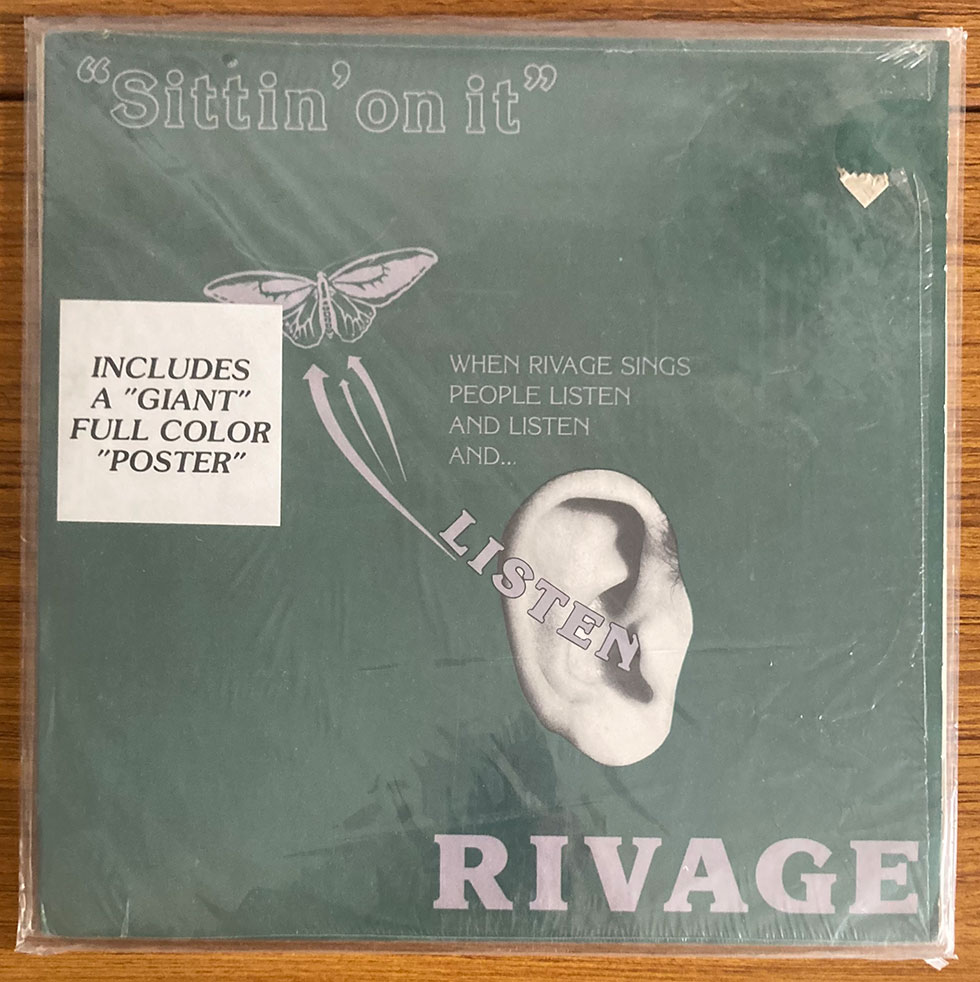 “Sittin’ on it”
INCLUDES
A "GIANT"
FULL COLOR
"POSTER"
WHEN RIVAGE SINGS
PEOPLE LISTEN
AND LISTEN
AND...
LISTEN
RIVAGE